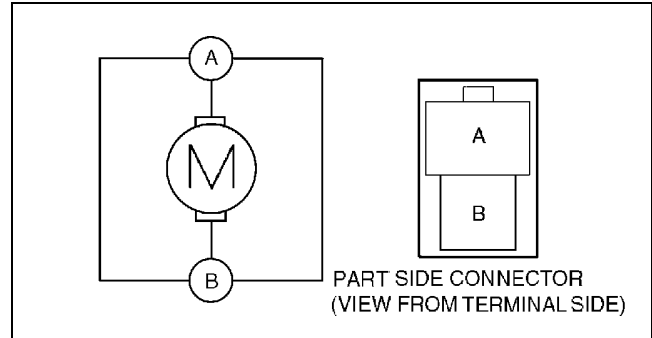 A
M
B
A
B
PART SIDE CONNECTOR
(VIEW FROM TERMINAL SIDE)